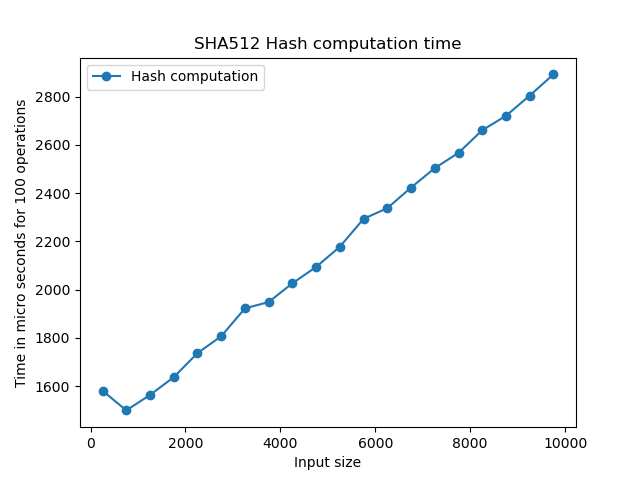 SHA512 Hash computation time
Hash computation
Time in micro seconds for 100 operations
2800
2600
2400
2200
2000
1800
1600
0 2000 4000 6000 8000 10000
Input size